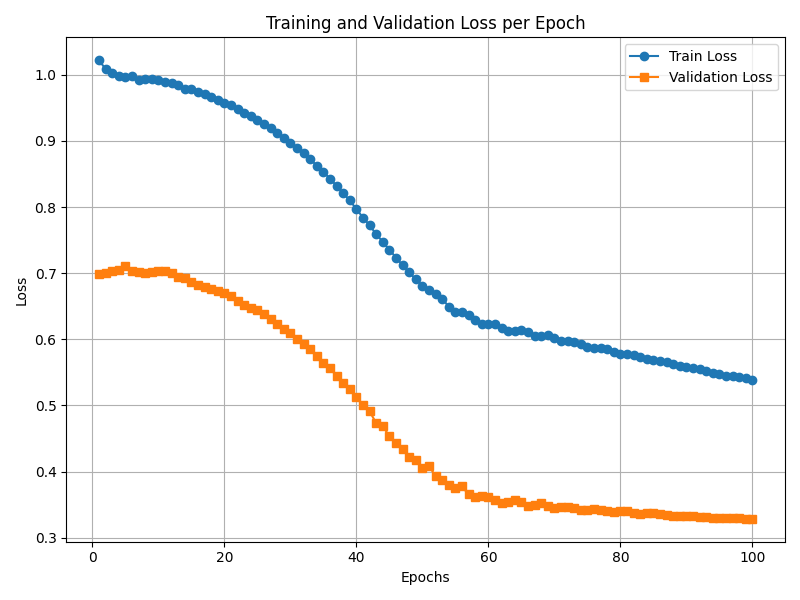 Training and Validation Loss per Epoch
Train Loss
Validation Loss
1.0
0.9
0.8
0.7
0.6
0.5
0.4
0.3
Loss
0 20 40 60 80 100
Epochs